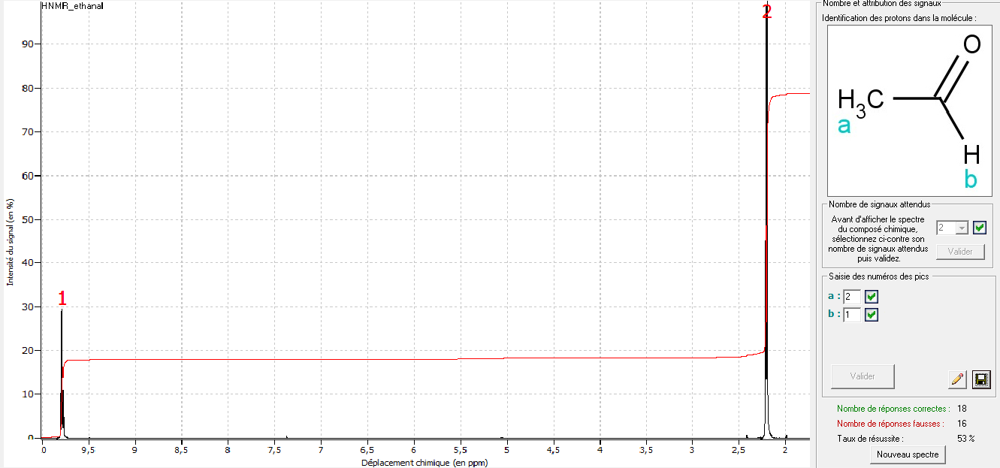 HNMR_ethanal
1
2
Intensité du signal (en %)
90
80
70
60
50
40
30
20
10
0
0
9,5
9
8,5
8
7,5
7
6,5
6
5,5
5
4,5
4
3,5
3
2,5
2
Déplacement chimique (en ppm)
Nombre et attribution des signaux
Identification des protons dans la molécule :
O
H3C
a
H
b
Nombre de signaux attendus
Avant d'afficher le spectre
du composé chimique,
sélectionnez ci-contre son
nombre de signaux attendus
puis validez.
2
Valider
Saisie des numéros des pics
a : 2
b : 1
Valider
Nombre de réponses correctes : 18
Nombre de réponses fausses : 16
Taux de résussite : 53 %
Nouveau spectre